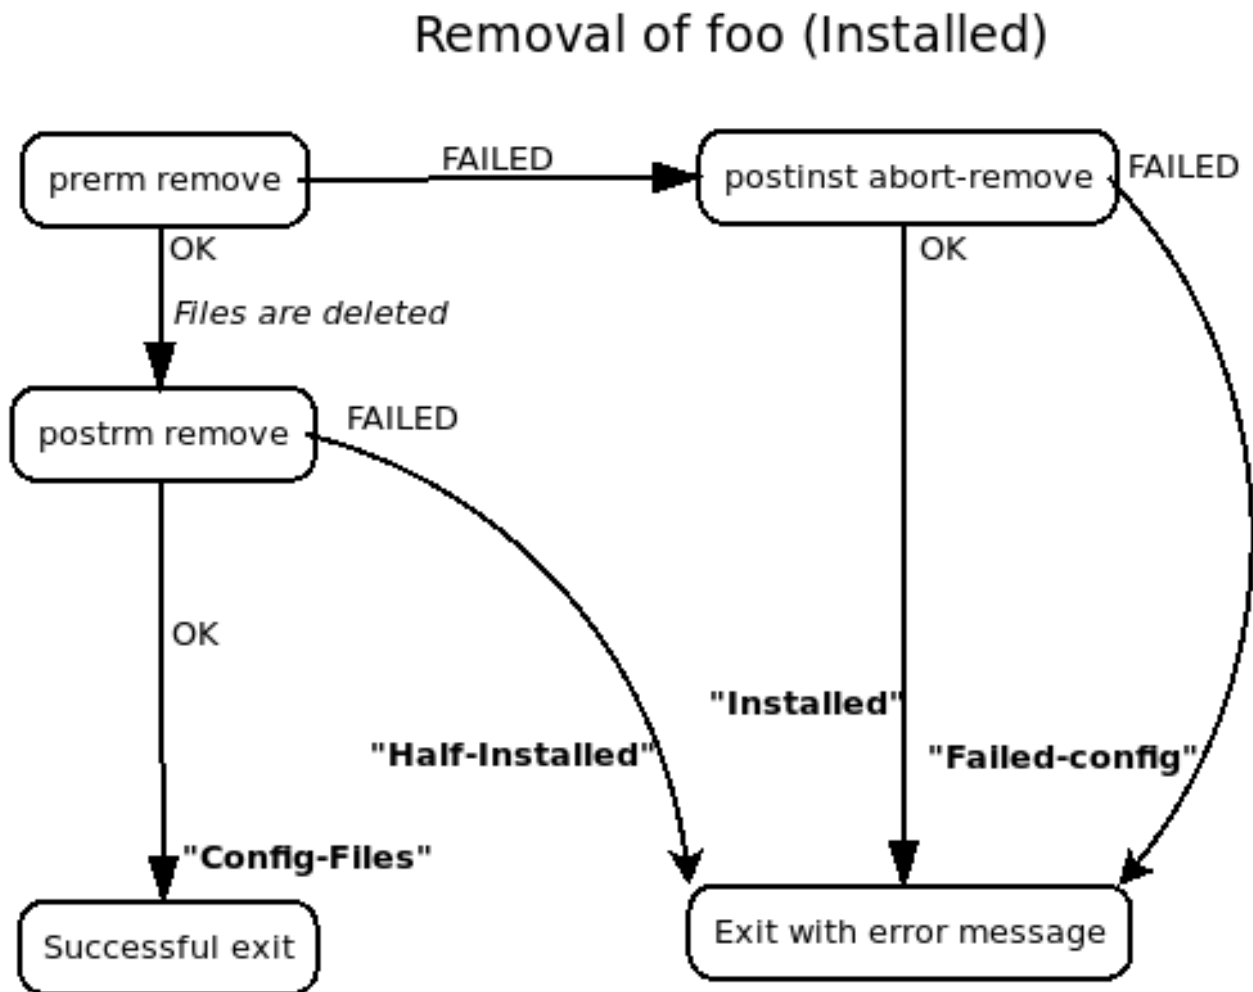 Removal of foo (Installed)
prerm remove
FAILED
postinst abort-remove
FAILED
OK
OK
Files are deleted
postrm remove
FAILED
OK
"Installed"
"Half-Installed"
"Failed-config"
"Config-Files"
Successful exit
Exit with error message